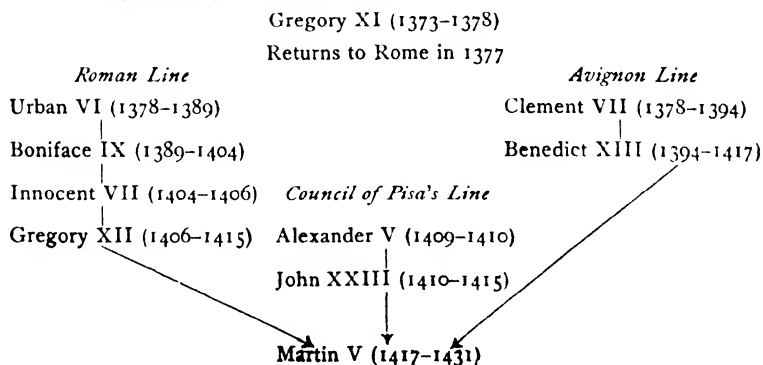 Gregory XI (1373–1378)
Returns to Rome in 1377
Roman Line
Avignon Line
Urban VI (1378–1389)
Clement VII (1378–1394)
Boniface IX (1389–1404)
Benedict XIII (1394–1417)
Innocent VII (1404–1406)
Council of Pisa's Line
Gregory XII (1406–1415)
Alexander V (1409–1410)
John XXIII (1410–1415)
Martin V (1417–1431)